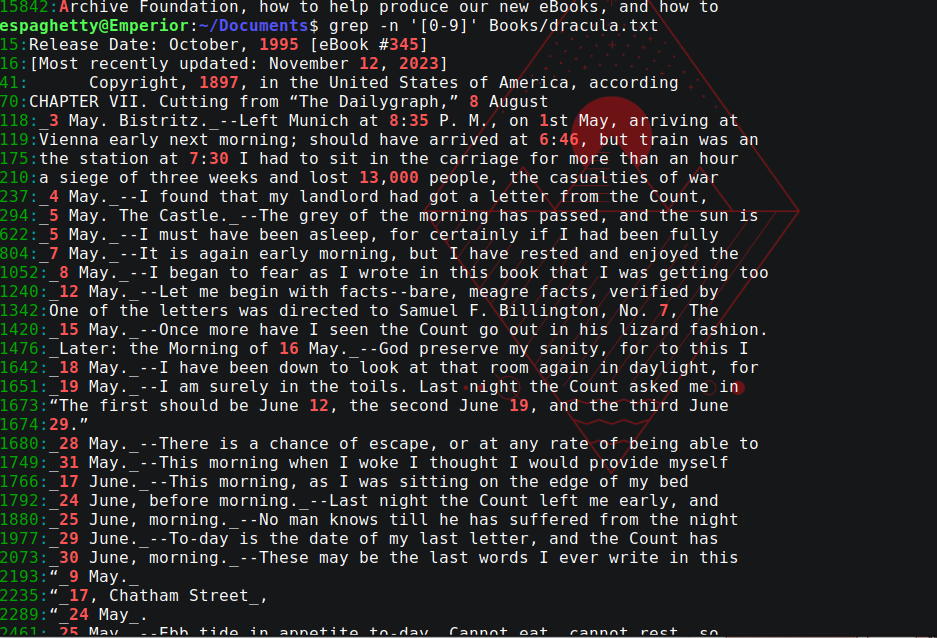 15842:Archive Foundation, how to help produce our new eBooks, and how to
espaghetty@Emperior:~/Documents$ grep -n '[0-9]' Books/dracula.txt
15:Release Date: October, 1995 [eBook #345]
16:[Most recently updated: November 12, 2023]
41:      Copyright, 1897, in the United States of America, according
70:CHAPTER VII. Cutting from “The Dailygraph,” 8 August
118:_3 May. Bistritz._--Left Munich at 8:35 P. M., on 1st May, arriving at
119:Vienna early next morning; should have arrived at 6:46, but train was an
175:the station at 7:30 I had to sit in the carriage for more than an hour
210:a siege of three weeks and lost 13,000 people, the casualties of war
237:_4 May._--I found that my landlord had got a letter from the Count,
294:_5 May. The Castle._--The grey of the morning has passed, and the sun is
622:_5 May._--I must have been asleep, for certainly if I had been fully
804:_7 May._--It is again early morning, but I have rested and enjoyed the
1052:_8 May._--I began to fear as I wrote in this book that I was getting too
1240:_12 May._--Let me begin with facts--bare, meagre facts, verified by
1342:One of the letters was directed to Samuel F. Billington, No. 7, The
1420:_15 May._--Once more have I seen the Count go out in his lizard fashion.
1476:_Later: the Morning of 16 May._--God preserve my sanity, for to this I
1642:_18 May._--I have been down to look at that room again in daylight, for
1651:_19 May._--I am surely in the toils. Last night the Count asked me in
1673:“The first should be June 12, the second June 19, and the third June
1674:29.”
1680:_28 May._--There is a chance of escape, or at any rate of being able to
1749:_31 May._--This morning when I woke I thought I would provide myself
1766:_17 June._--This morning, as I was sitting on the edge of my bed
1792:_24 June, before morning._--Last night the Count left me early, and
1880:_25 June, morning._--No man knows till he has suffered from the night
1977:_29 June._--To-day is the date of my last letter, and the Count has
2073:_30 June, morning._--These may be the last words I ever write in this
2193:“_9 May._
2235:“_17, Chatham Street_,
2289:“_24 May_.
2461:_25 May._--Ebb tide in appetite to-day. Cannot eat, cannot rest, so